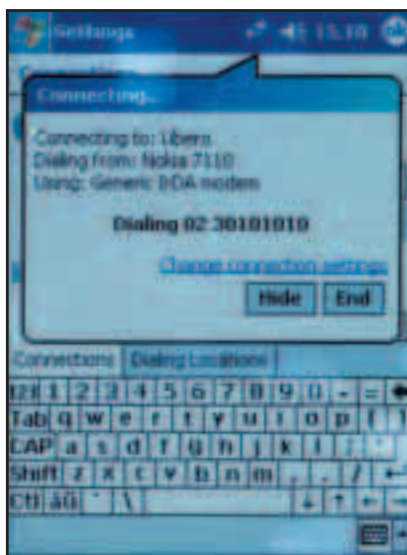 Settings 15.10 ok
Connecting...
Connecting to: Libero
Dialing from: Nokia 7110
Using: Generic IrDA modem
Dialing 02 30101010
Change connection settings
Hide End
Connections Dialing Locations
123 1 2 3 4 5 6 7 8 9 0 - =
Tab q w e r t y u i o p [ ]
CAP a s d f g h j k l ; '
Shift z x c v b n m , . /
Ctl áü ` \